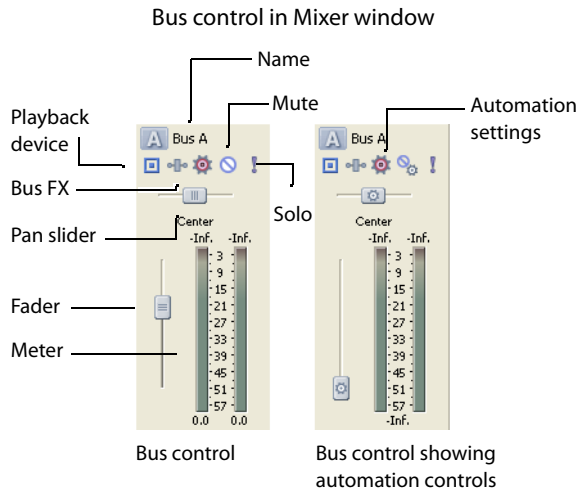 Bus control in Mixer window
Name
Mute
Automation
settings
Playback
device
Bus FX
Pan slider
Solo
Fader
Meter
A Bus A
Center
-Inf. -Inf.
3
9
15
21
27
33
39
45
51
57
0.0 0.0
A Bus A
Center
-Inf. -Inf.
3
9
15
21
27
33
39
45
51
57
-Inf.
Bus control
Bus control showing
automation controls